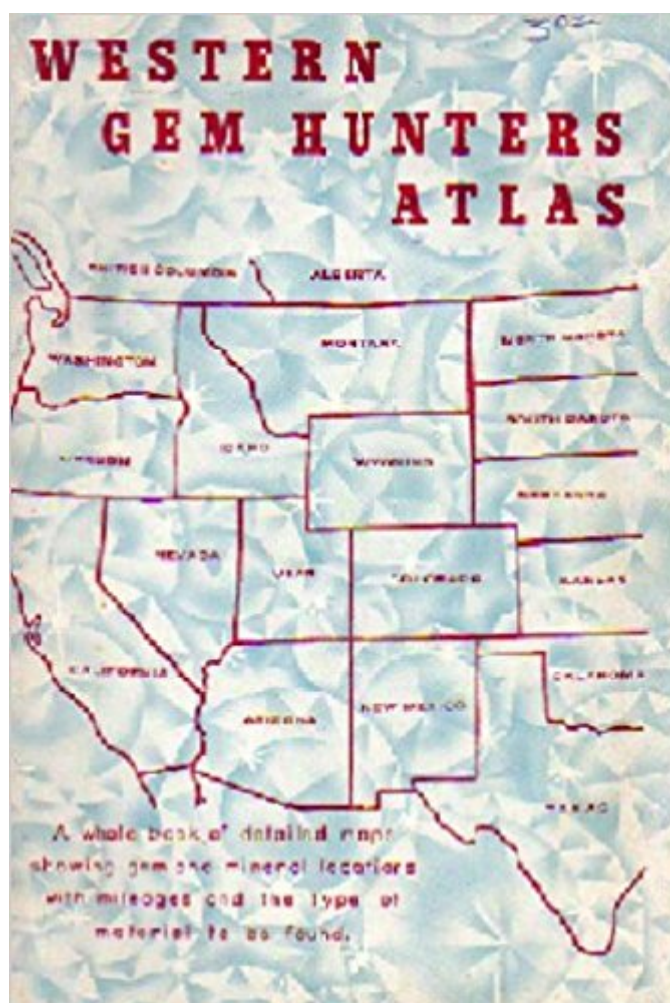 WESTERN
GEM HUNTERS
ATLAS
BRITISH COLUMBIA
ALBERTA
WASHINGTON
MONTANA
NORTH DAKOTA
SOUTH DAKOTA
OREGON
IDAHO
WYOMING
NEBRASKA
NEVADA
UTAH
COLORADO
KANSAS
CALIFORNIA
ARIZONA
NEW MEXICO
OKLAHOMA
TEXAS
A whole book of detailed maps
showing gem and mineral locations
with mileages and the type of
material to be found.